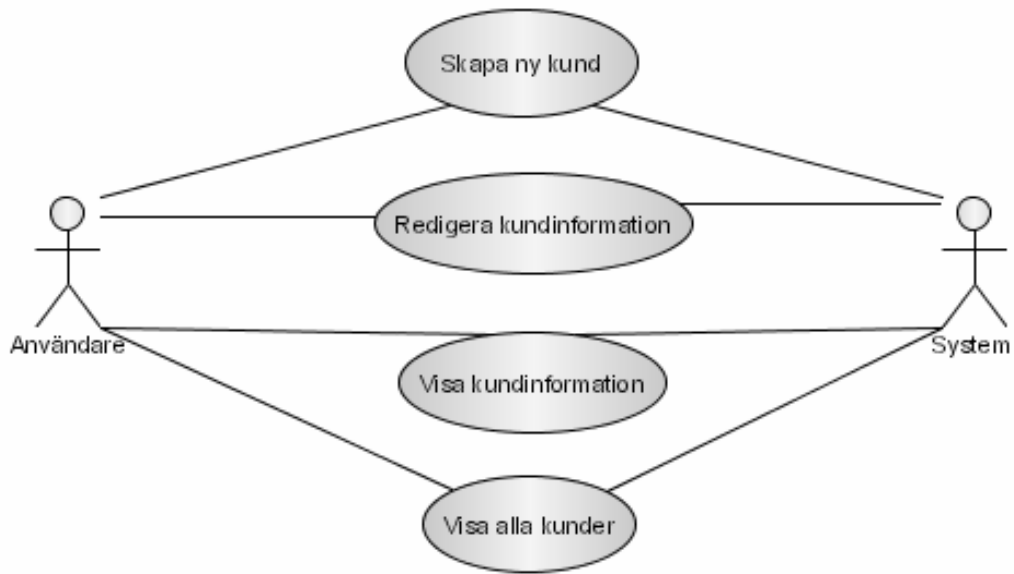 Skapa ny kund
Redigera kundinformation
Användare
System
Visa kundinformation
Visa alla kunder